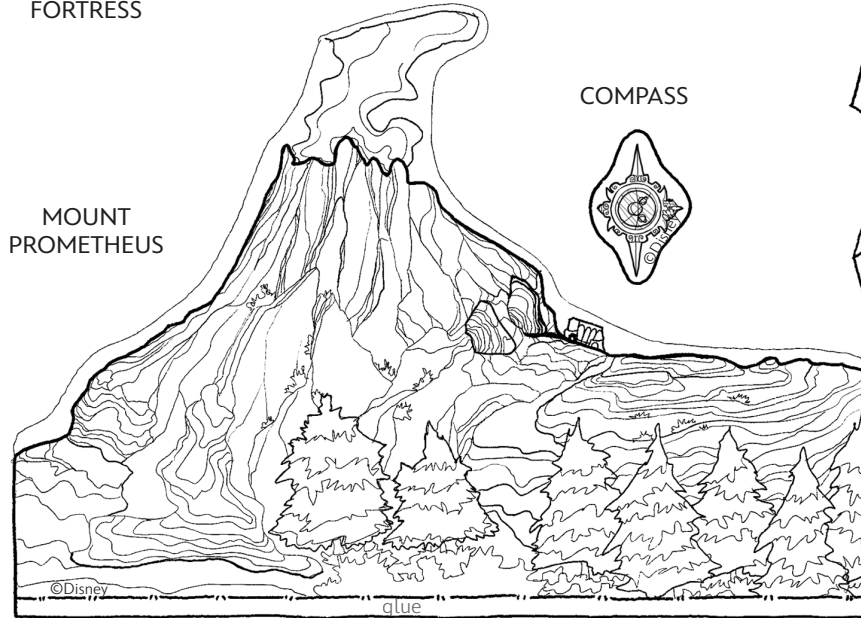 FORTRESS
COMPASS
MOUNT
PROMETHEUS
©Disney
©Disney
glue